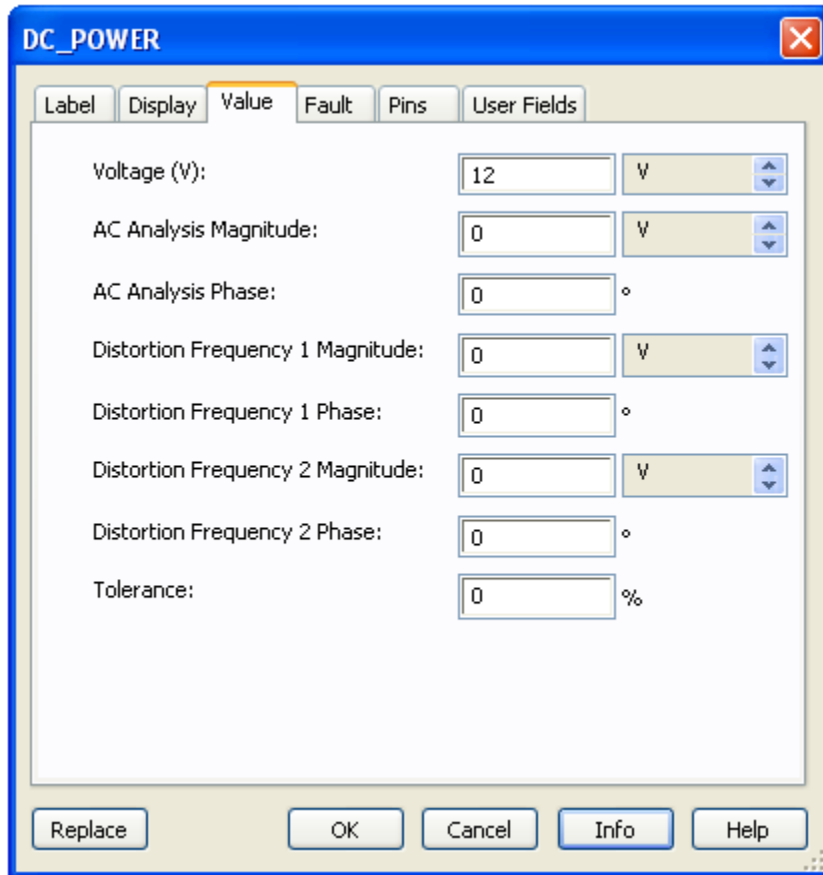 DC_POWER
Label Display Value Fault Pins User Fields
Voltage (V): 12 V
AC Analysis Magnitude: 0 V
AC Analysis Phase: 0 °
Distortion Frequency 1 Magnitude: 0 V
Distortion Frequency 1 Phase: 0 °
Distortion Frequency 2 Magnitude: 0 V
Distortion Frequency 2 Phase: 0 °
Tolerance: 0 %
Replace OK Cancel Info Help